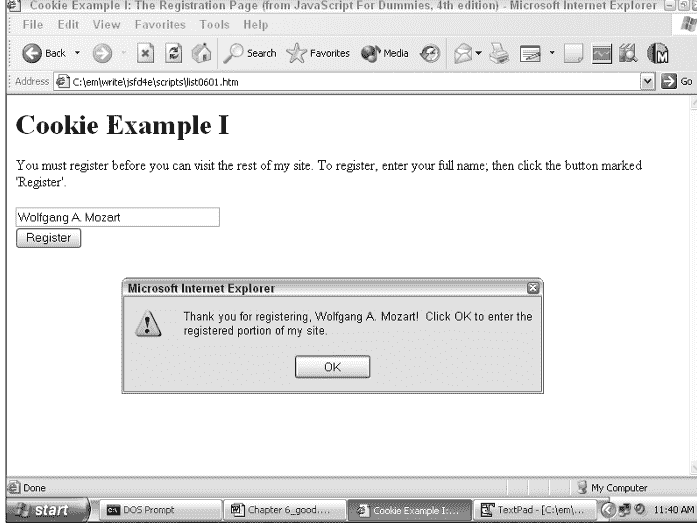 Cookie Example I: The Registration Page (from JavaScript For Dummies, 4th edition) - Microsoft Internet Explorer
File Edit View Favorites Tools Help
Back Search Favorites Media
Address C:\em\write\jsfd4e\scripts\list0601.htm Go
Cookie Example I
You must register before you can visit the rest of my site. To register, enter your full name; then click the button marked
'Register'.
Wolfgang A. Mozart
Register
Microsoft Internet Explorer
Thank you for registering, Wolfgang A. Mozart! Click OK to enter the
registered portion of my site.
OK
Done My Computer
start DOS Prompt Chapter 6_good.... Cookie Example I:... TextPad - [C:\em\... 11:40 AM